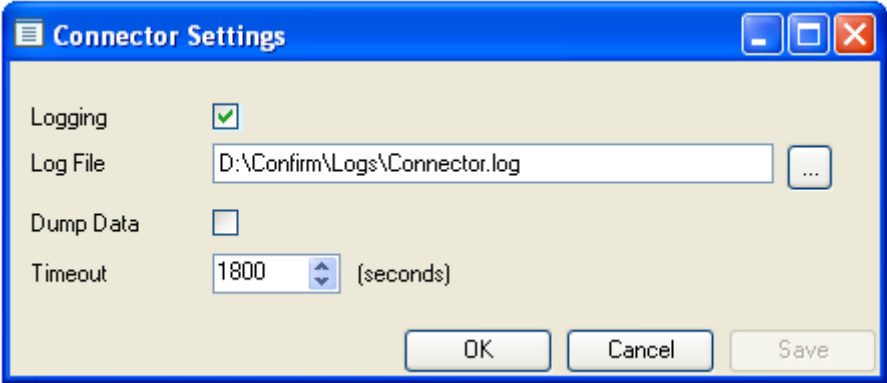 Connector Settings
Logging
Log File D:\Confirm\Logs\Connector.log ...
Dump Data
Timeout 1800 (seconds)
OK Cancel Save